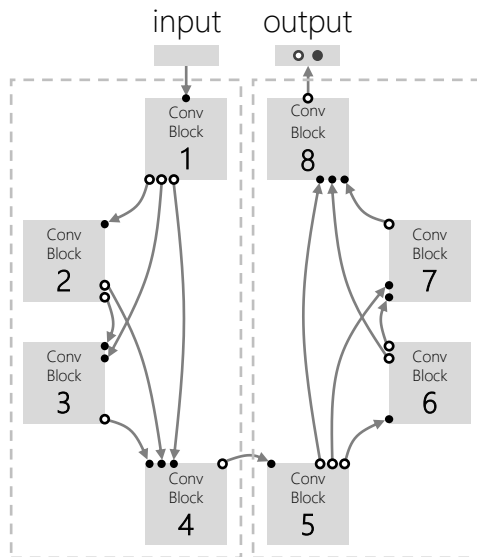 input
output
Conv
Block
1
Conv
Block
8
Conv
Block
2
Conv
Block
7
Conv
Block
3
Conv
Block
6
Conv
Block
4
Conv
Block
5